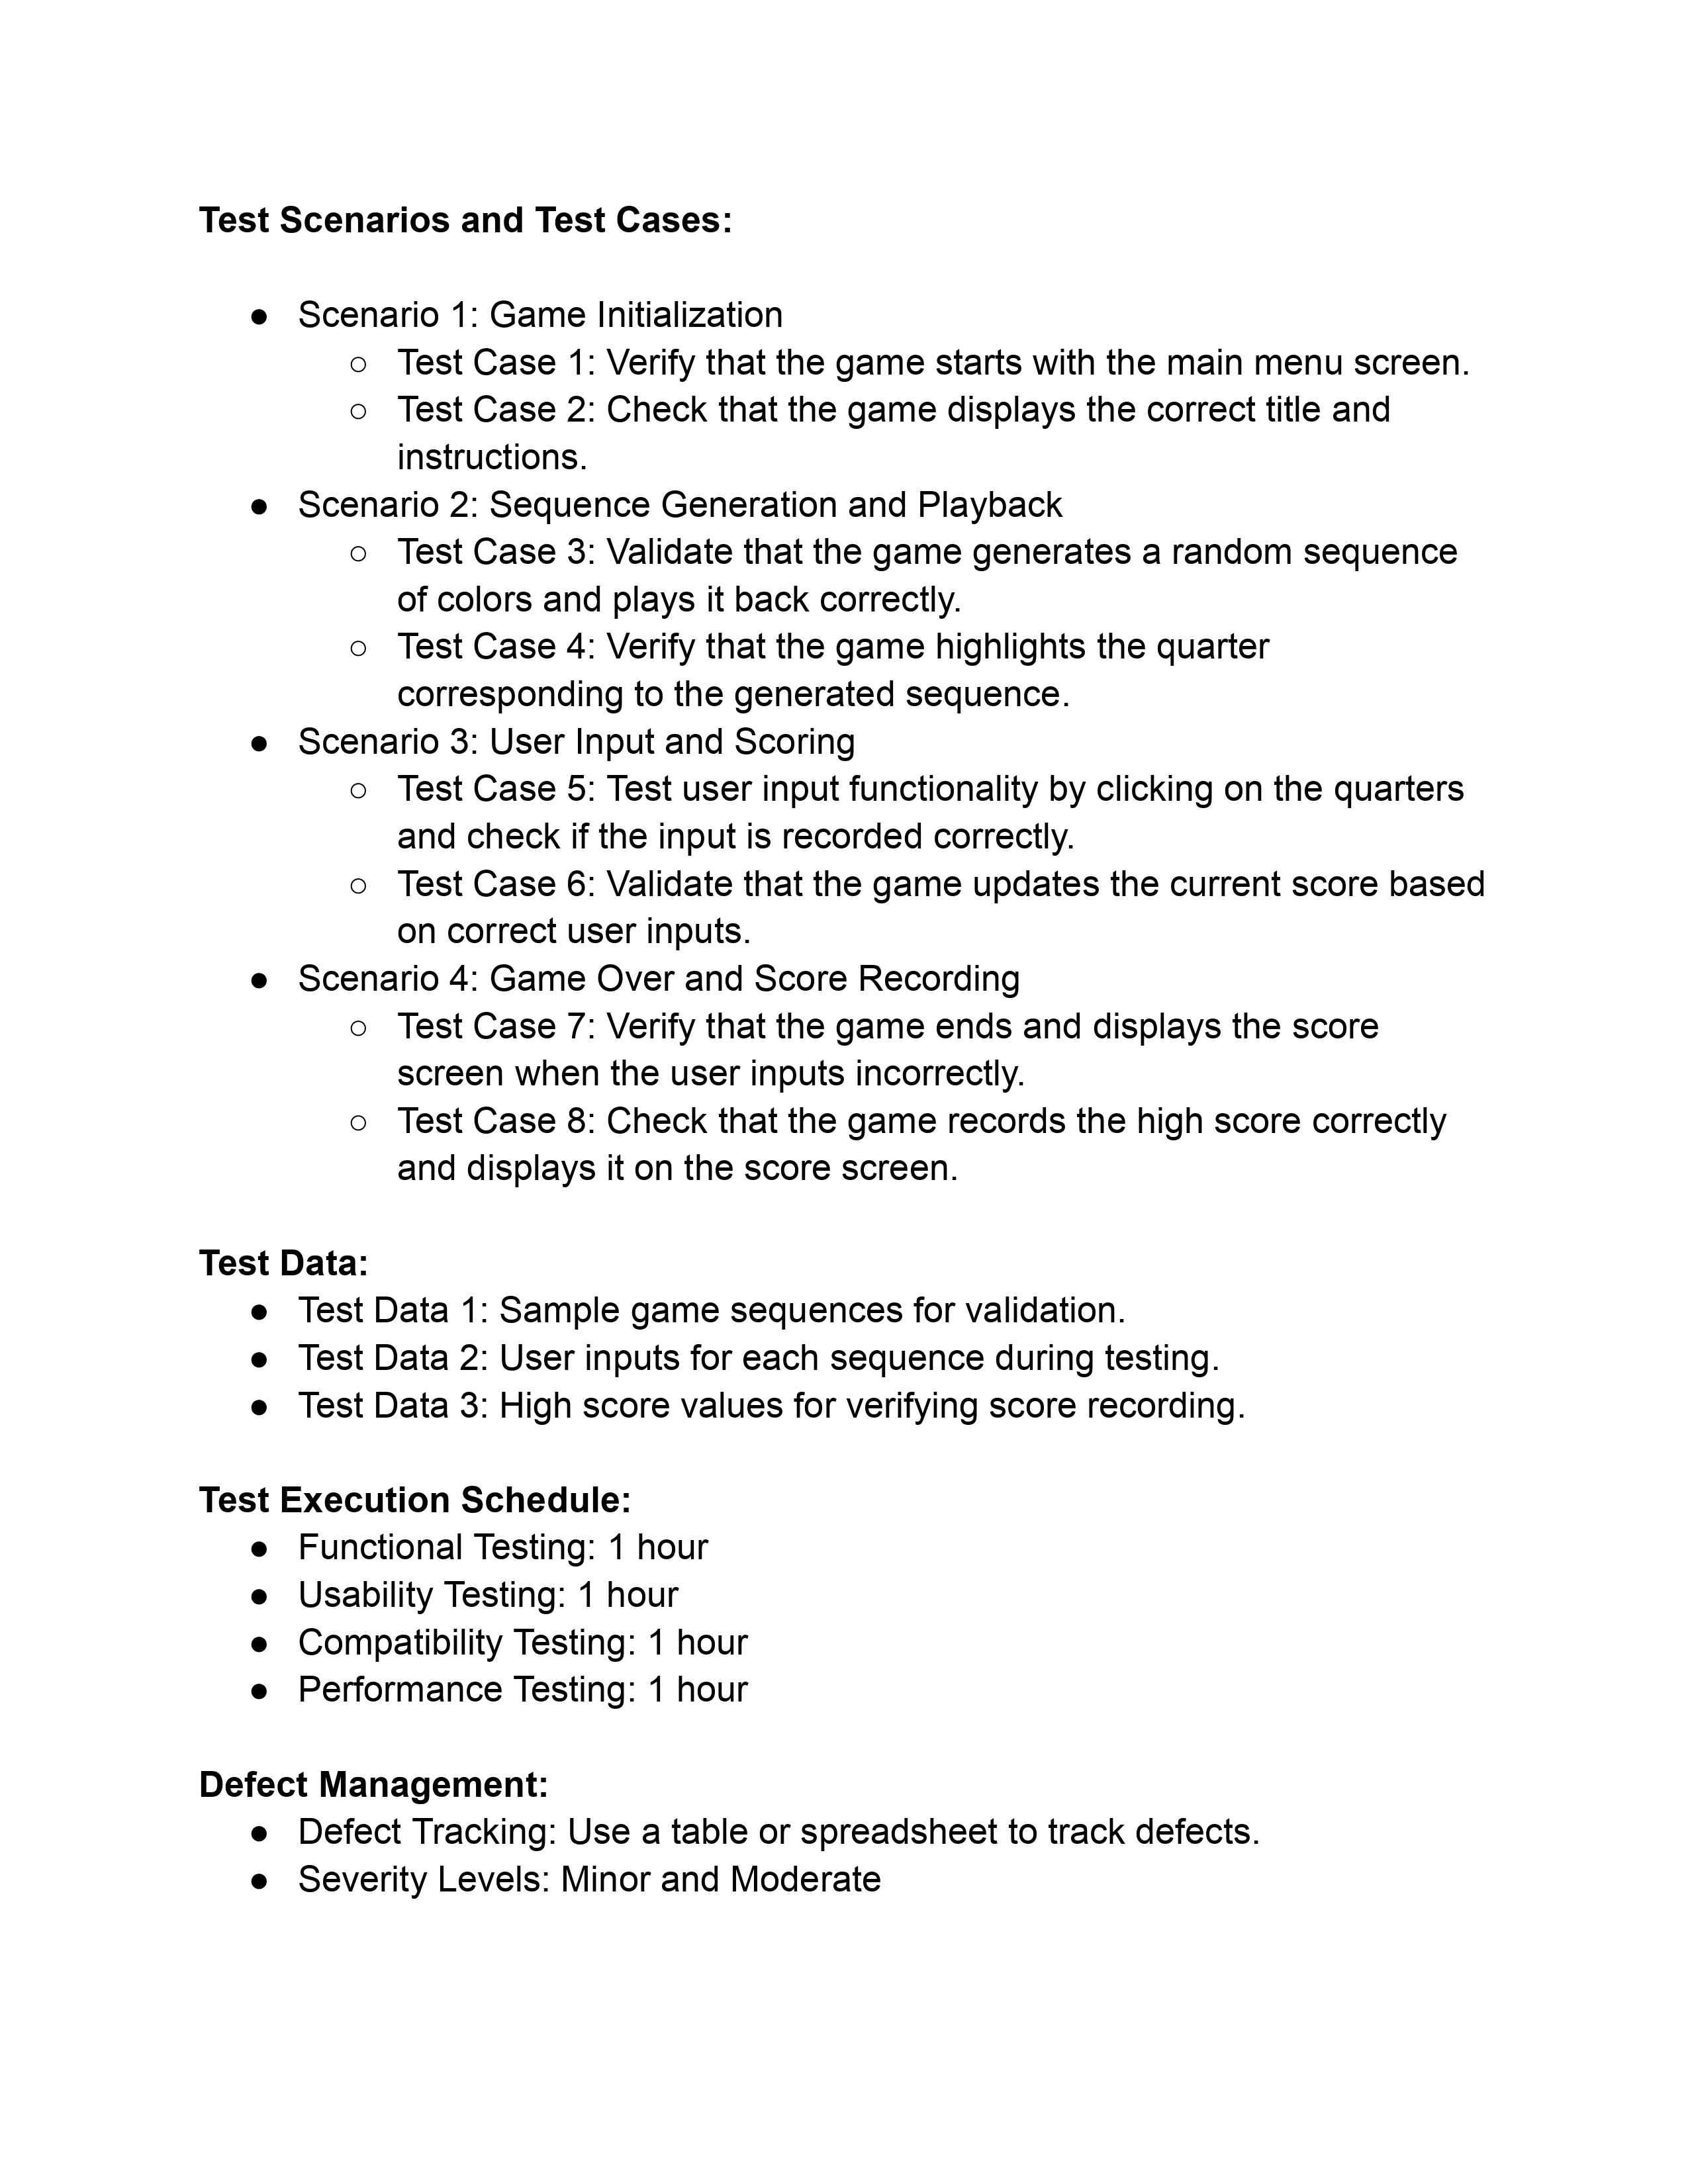 Test Scenarios and Test Cases:
● Scenario 1: Game Initialization
○ Test Case 1: Verify that the game starts with the main menu screen.
○ Test Case 2: Check that the game displays the correct title and
instructions.
● Scenario 2: Sequence Generation and Playback
○ Test Case 3: Validate that the game generates a random sequence
of colors and plays it back correctly.
○ Test Case 4: Verify that the game highlights the quarter
corresponding to the generated sequence.
● Scenario 3: User Input and Scoring
○ Test Case 5: Test user input functionality by clicking on the quarters
and check if the input is recorded correctly.
○ Test Case 6: Validate that the game updates the current score based
on correct user inputs.
● Scenario 4: Game Over and Score Recording
○ Test Case 7: Verify that the game ends and displays the score
screen when the user inputs incorrectly.
○ Test Case 8: Check that the game records the high score correctly
and displays it on the score screen.
Test Data:
● Test Data 1: Sample game sequences for validation.
● Test Data 2: User inputs for each sequence during testing.
● Test Data 3: High score values for verifying score recording.
Test Execution Schedule:
● Functional Testing: 1 hour
● Usability Testing: 1 hour
● Compatibility Testing: 1 hour
● Performance Testing: 1 hour
Defect Management:
● Defect Tracking: Use a table or spreadsheet to track defects.
● Severity Levels: Minor and Moderate